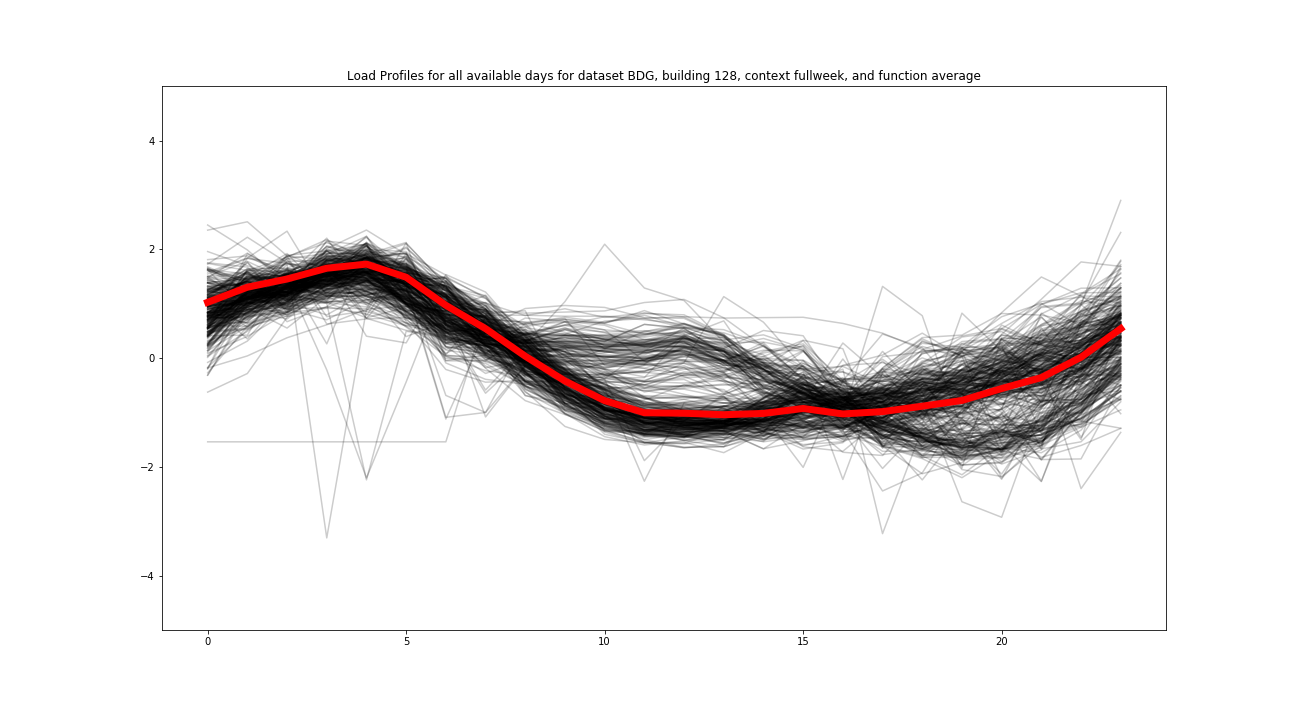 Load Profiles for all available days for dataset BDG, building 128, context fullweek, and function average
4
2
0
−2
−4
0 5 10 15 20